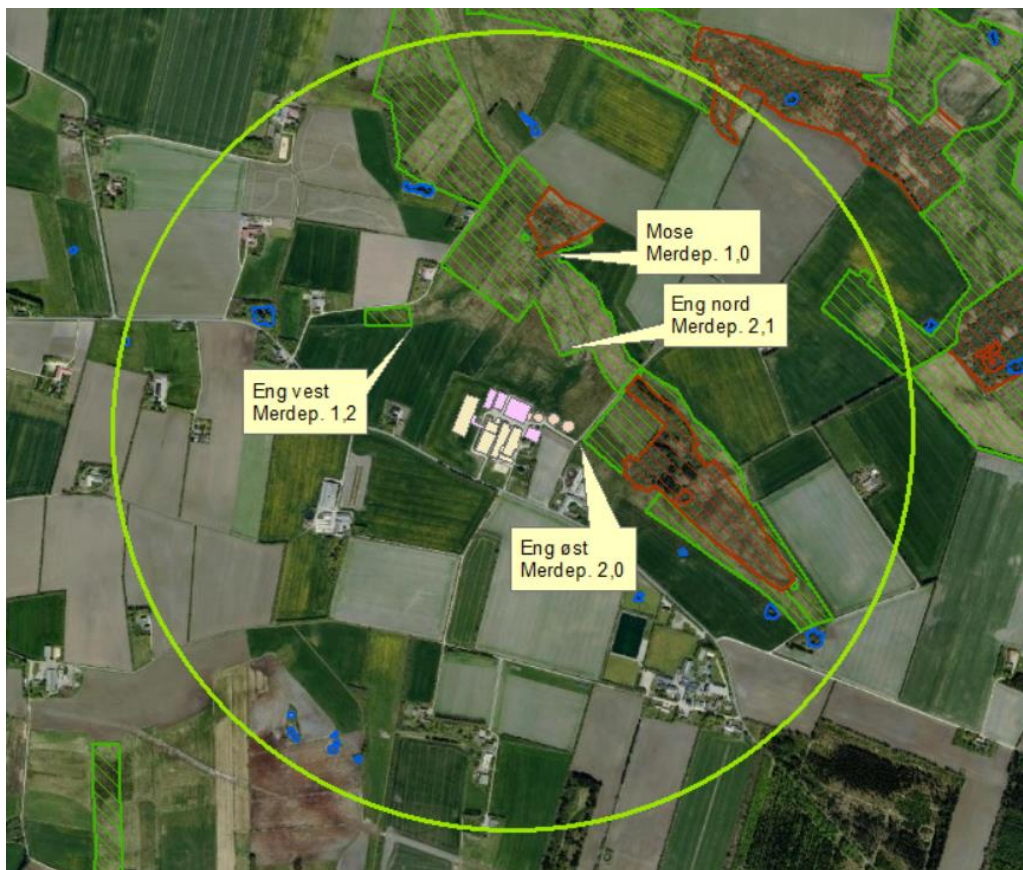 Mose
Merdep. 1,0
Eng nord
Merdep. 2,1
Eng vest
Merdep. 1,2
Eng øst
Merdep. 2,0